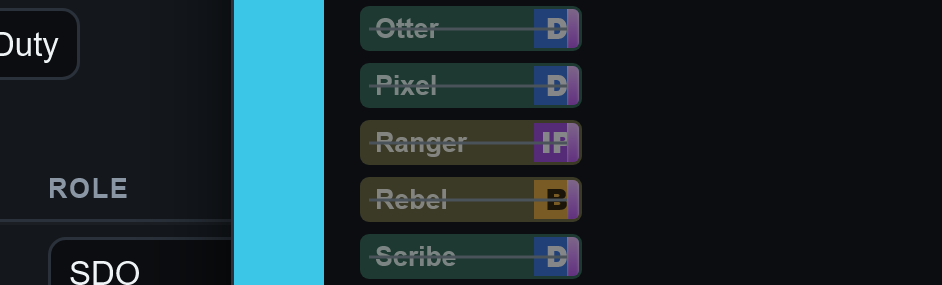 Duty
ROLE
SDO
Otter D
Pixel D
Ranger IP
Rebel B
Scribe D